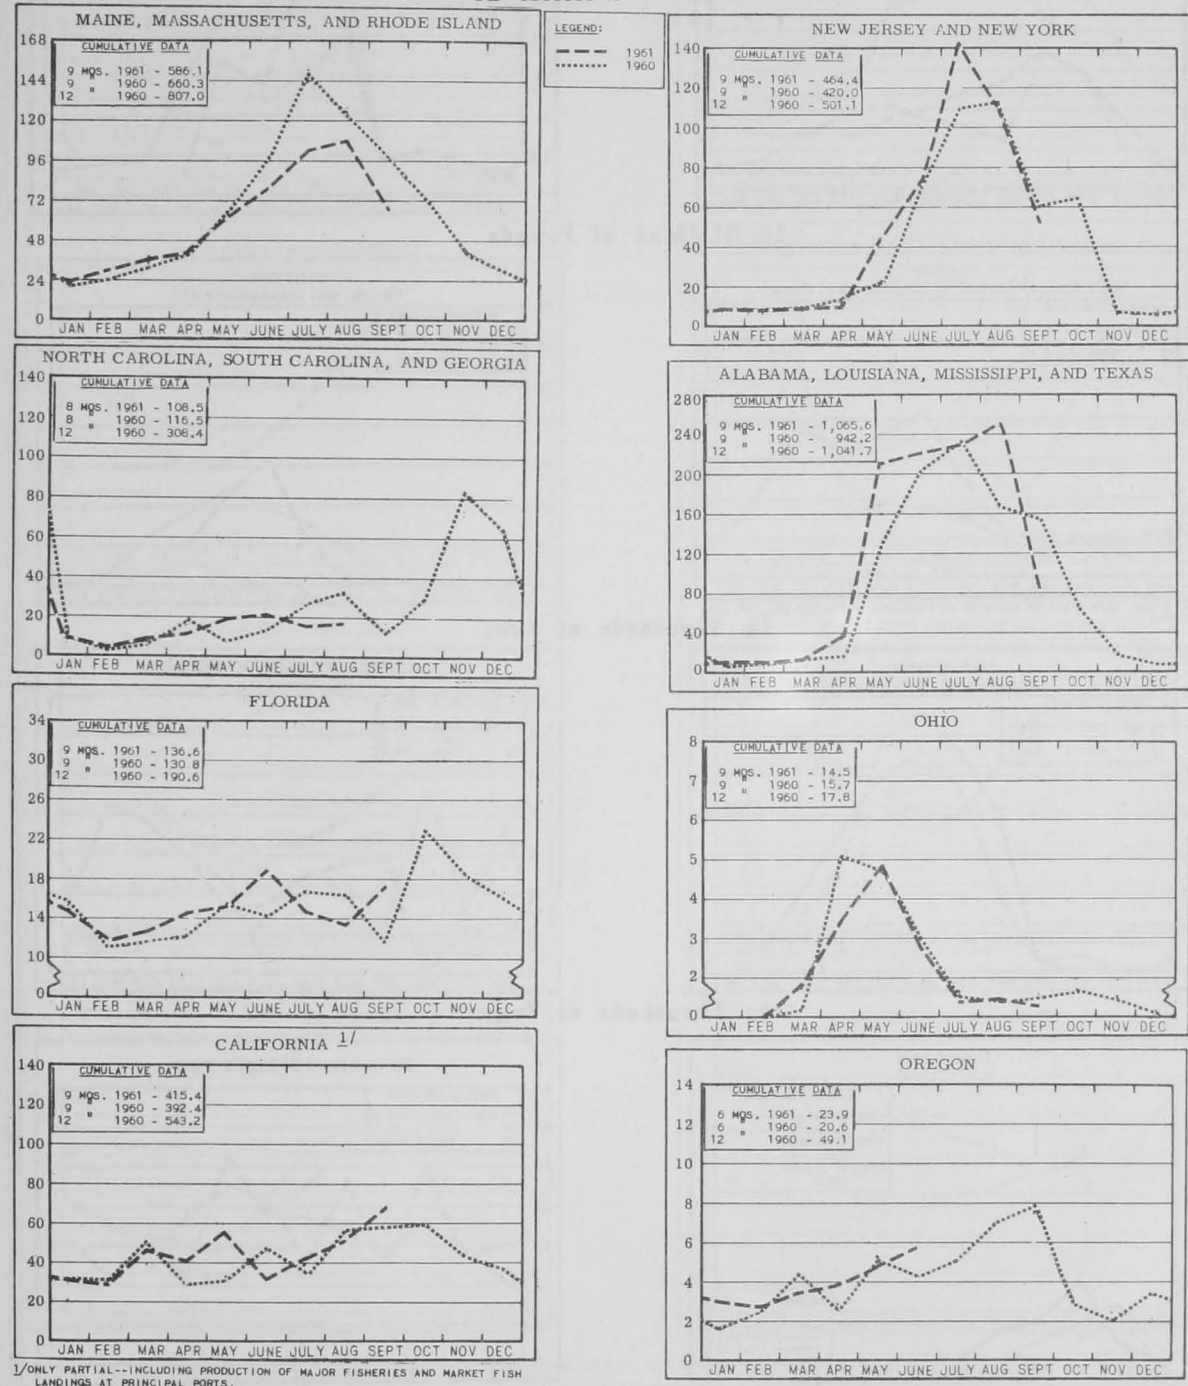 MAINE, MASSACHUSETTS, AND RHODE ISLAND
CUMULATIVE DATA
9 MOS. 1961 - 586.1
9 " 1960 - 660.3
12 " 1960 - 807.0
168
144
120
96
72
48
24
0
JAN FEB MAR APR MAY JUNE JULY AUG SEPT OCT NOV DEC
LEGEND:
1961
1960
NEW JERSEY AND NEW YORK
CUMULATIVE DATA
9 MOS. 1961 - 464.4
9 " 1960 - 420.0
12 " 1960 - 501.1
140
120
100
80
60
40
20
0
JAN FEB MAR APR MAY JUNE JULY AUG SEPT OCT NOV DEC
NORTH CAROLINA, SOUTH CAROLINA, AND GEORGIA
CUMULATIVE DATA
8 MOS. 1961 - 108.5
8 " 1960 - 116.5
12 " 1960 - 308.4
140
120
100
80
60
40
20
0
JAN FEB MAR APR MAY JUNE JULY AUG SEPT OCT NOV DEC
ALABAMA, LOUISIANA, MISSISSIPPI, AND TEXAS
CUMULATIVE DATA
9 MOS. 1961 - 1,065.6
9 " 1960 - 942.2
12 " 1960 - 1,041.7
280
240
200
160
120
80
40
0
JAN FEB MAR APR MAY JUNE JULY AUG SEPT OCT NOV DEC
FLORIDA
CUMULATIVE DATA
9 MOS. 1961 - 136.6
9 " 1960 - 130.8
12 " 1960 - 190.6
34
30
26
22
18
14
10
0
JAN FEB MAR APR MAY JUNE JULY AUG SEPT OCT NOV DEC
OHIO
CUMULATIVE DATA
9 MOS. 1961 - 14.5
9 " 1960 - 15.7
12 " 1960 - 17.8
8
7
6
5
4
3
2
0
JAN FEB MAR APR MAY JUNE JULY AUG SEPT OCT NOV DEC
CALIFORNIA 1/
CUMULATIVE DATA
9 MOS. 1961 - 415.4
9 " 1960 - 392.4
12 " 1960 - 543.2
140
120
100
80
60
40
20
0
JAN FEB MAR APR MAY JUNE JULY AUG SEPT OCT NOV DEC
1/ONLY PARTIAL--INCLUDING PRODUCTION OF MAJOR FISHERIES AND MARKET FISH
LANDINGS AT PRINCIPAL PORTS.
OREGON
CUMULATIVE DATA
6 MOS. 1961 - 23.9
6 " 1960 - 20.6
12 " 1960 - 49.1
14
12
10
8
6
4
2
0
JAN FEB MAR APR MAY JUNE JULY AUG SEPT OCT NOV DEC